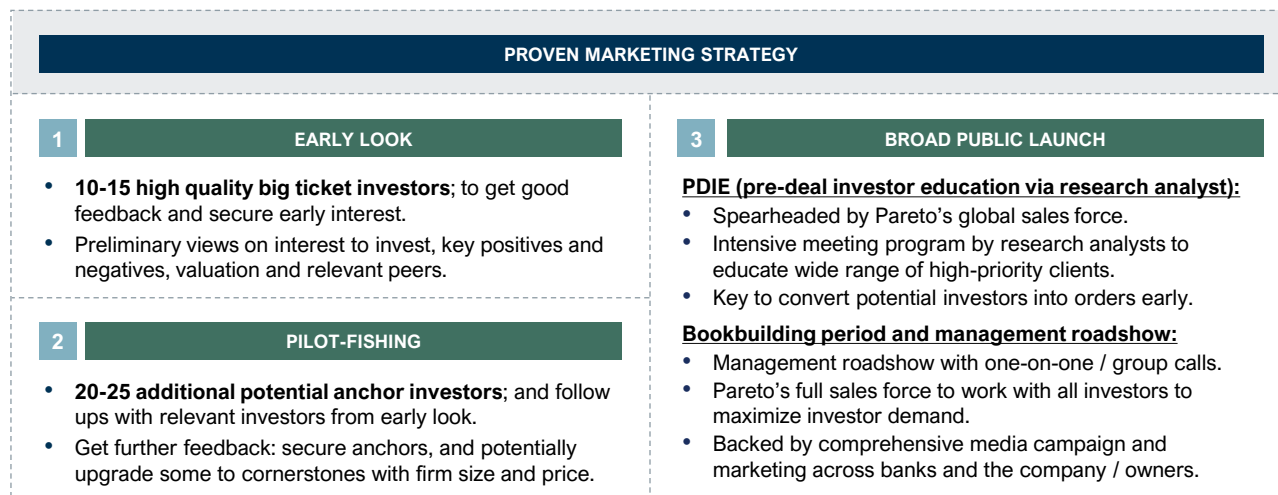 PROVEN MARKETING STRATEGY
1
EARLY LOOK
• 10-15 high quality big ticket investors; to get good
feedback and secure early interest.
• Preliminary views on interest to invest, key positives and
negatives, valuation and relevant peers.
2
PILOT-FISHING
• 20-25 additional potential anchor investors; and follow
ups with relevant investors from early look.
• Get further feedback: secure anchors, and potentially
upgrade some to cornerstones with firm size and price.
3
BROAD PUBLIC LAUNCH
PDIE (pre-deal investor education via research analyst):
• Spearheaded by Pareto’s global sales force.
• Intensive meeting program by research analysts to
educate wide range of high-priority clients.
• Key to convert potential investors into orders early.
Bookbuilding period and management roadshow:
• Management roadshow with one-on-one / group calls.
• Pareto’s full sales force to work with all investors to
maximize investor demand.
• Backed by comprehensive media campaign and
marketing across banks and the company / owners.